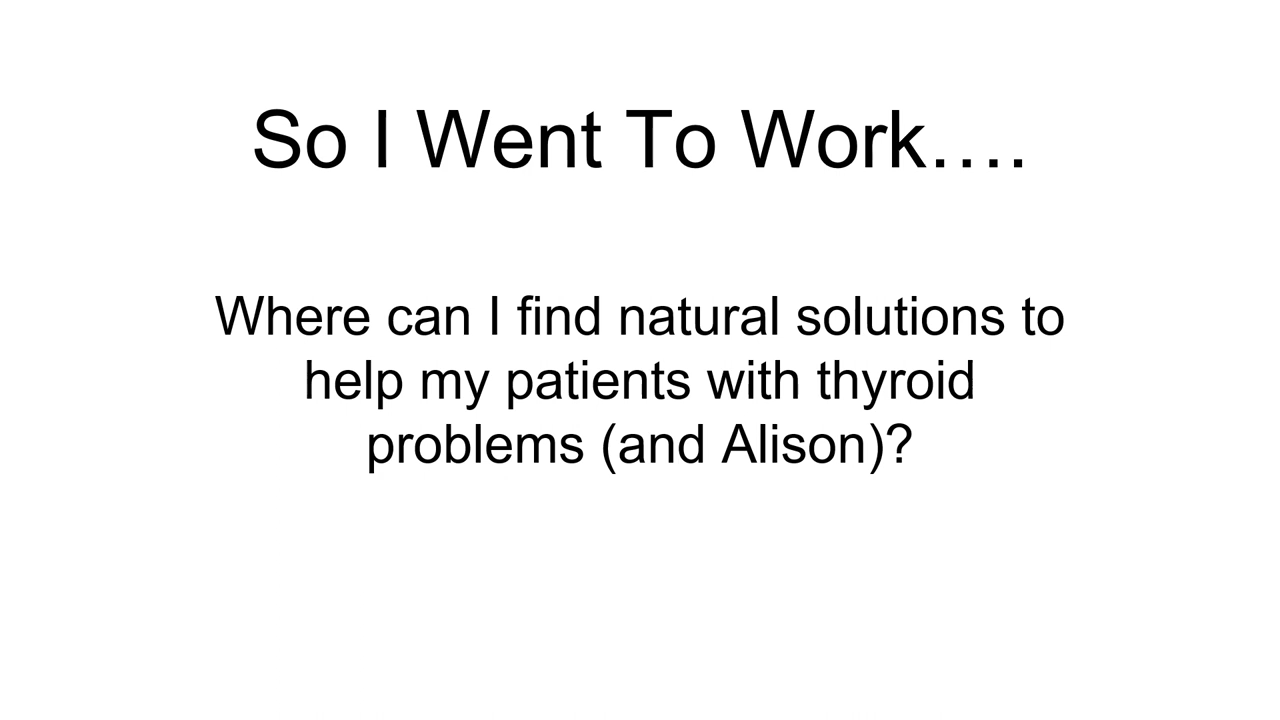 So I Went To Work….
Where can I find natural solutions to
help my patients with thyroid
problems (and Alison)?